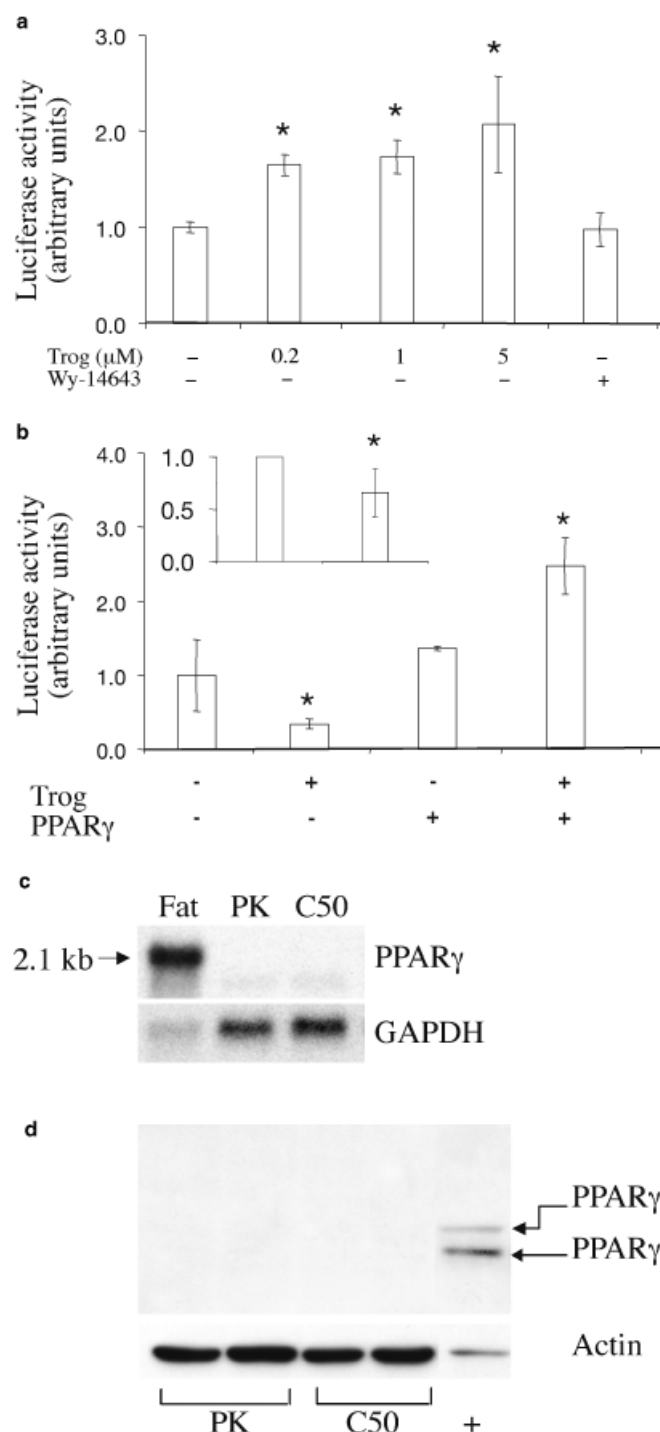 a
Luciferase activity
(arbitrary units)
3.0
2.0
1.0
0.0
* * *
Trog (μM) – 0.2 1 5 –
Wy-14643 – – – – +
b
Luciferase activity
(arbitrary units)
4.0
3.0
2.0
1.0
0.0
1.0
0.5
0.0
*
*
*
Trog - + - +
PPARγ - - + +
c
Fat PK C50
2.1 kb PPARγ
GAPDH
d
PPARγ
PPARγ
Actin
PK C50 +